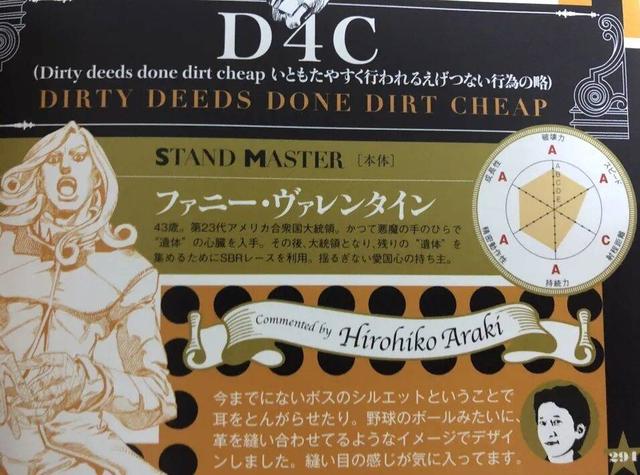 D4C
(Dirty deeds done dirt cheap いともたやすく行われるえげつない行為の略)
DIRTY DEEDS DONE DIRT CHEAP
STAND MASTER [本体]
ファニー・ヴァレンタイン
43歳。第23代アメリカ合衆国大統領。かつて悪魔の手のひらで
“遺体”の心臓を入手。その後、大統領となり、残りの“遺体”を
集めるためにSBRレースを利用。揺るぎない愛国心の持ち主。
破壊力
A
スピード
A
射程距離
C
持続力
A
精密動作性
A
成長性
A
A
B
C
D
E
Commented by Hirohiko Araki
今までにないボスのシルエットということで
耳をとんがらせたり。野球のボールみたいに、
革を縫い合わせてるようなイメージでデザイ
ンしました。縫い目の感じが気に入ってます。
291